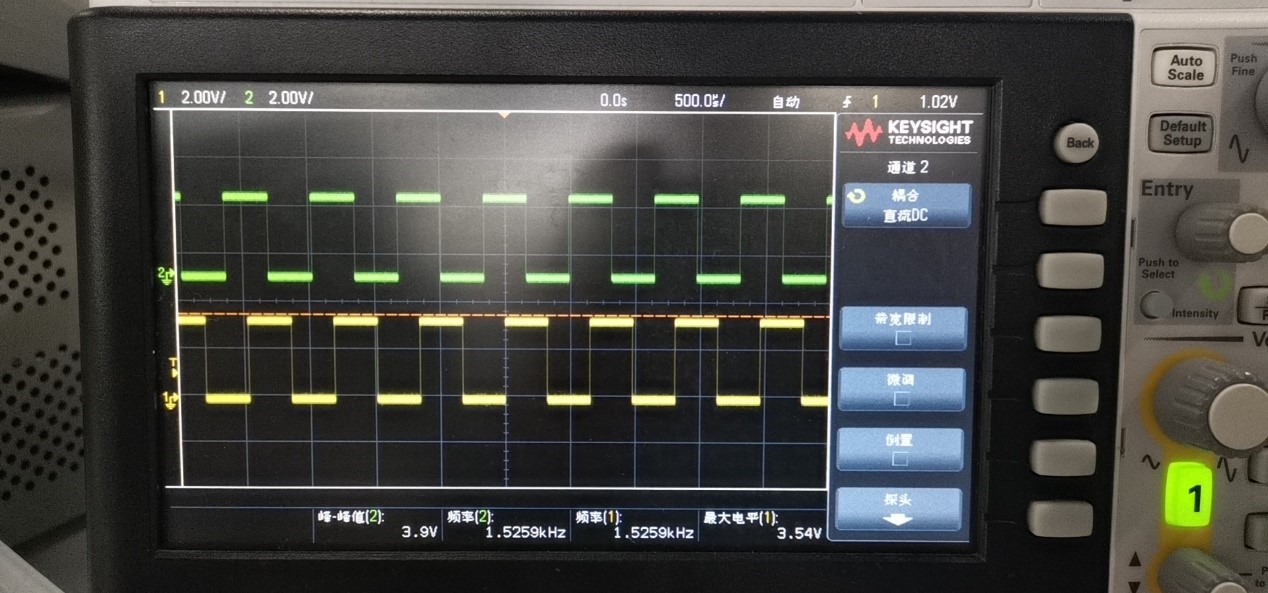 1 2.00V/ 2 2.00V/ 0.0s 500.0㎲/ 自动 1 1.02V
KEYSIGHT
TECHNOLOGIES
通道 2
耦合
直流DC
带宽限制
微调
倒置
探头
2
T
1
峰-峰值(2):
3.9V
频率(2):
1.5259kHz
频率(1):
1.5259kHz
最大电平(1):
3.54V
Auto
Scale
Default
Setup
Push
Fine
Back
Entry
Push to
Select
Intensity
1